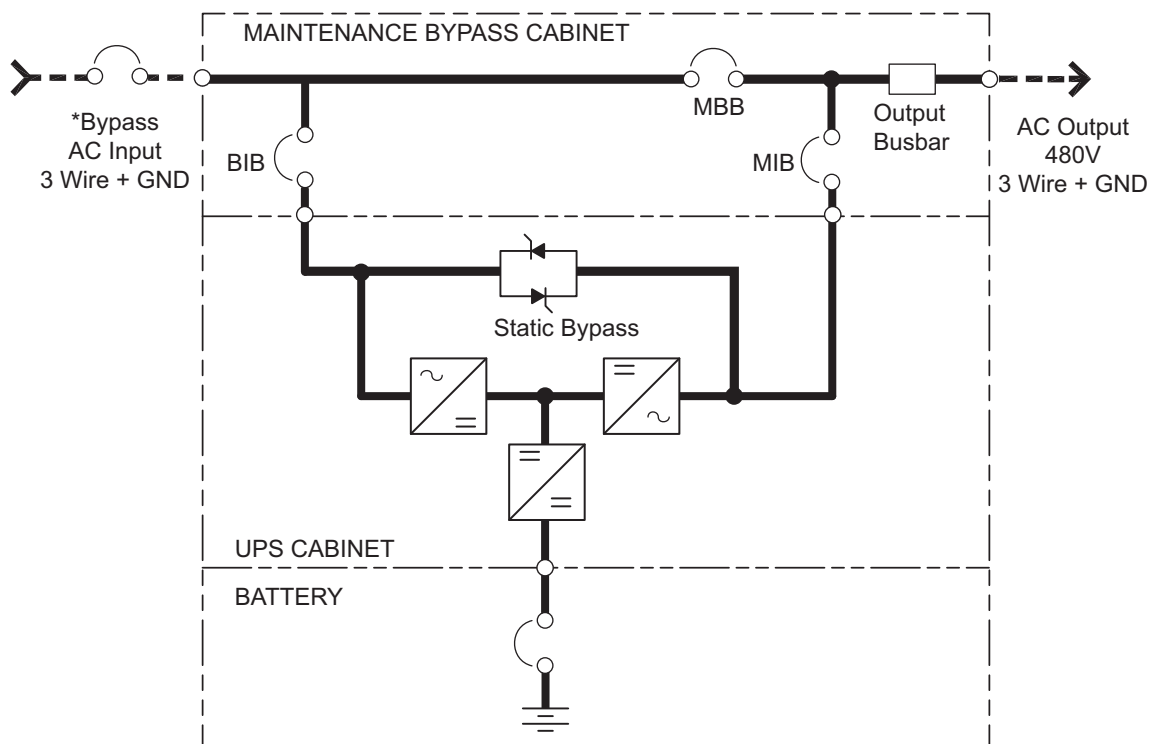 MAINTENANCE BYPASS CABINET
*Bypass
AC Input
3 Wire + GND
BIB
MBB
MIB
Output
Busbar
AC Output
480V
3 Wire + GND
Static Bypass
UPS CABINET
BATTERY